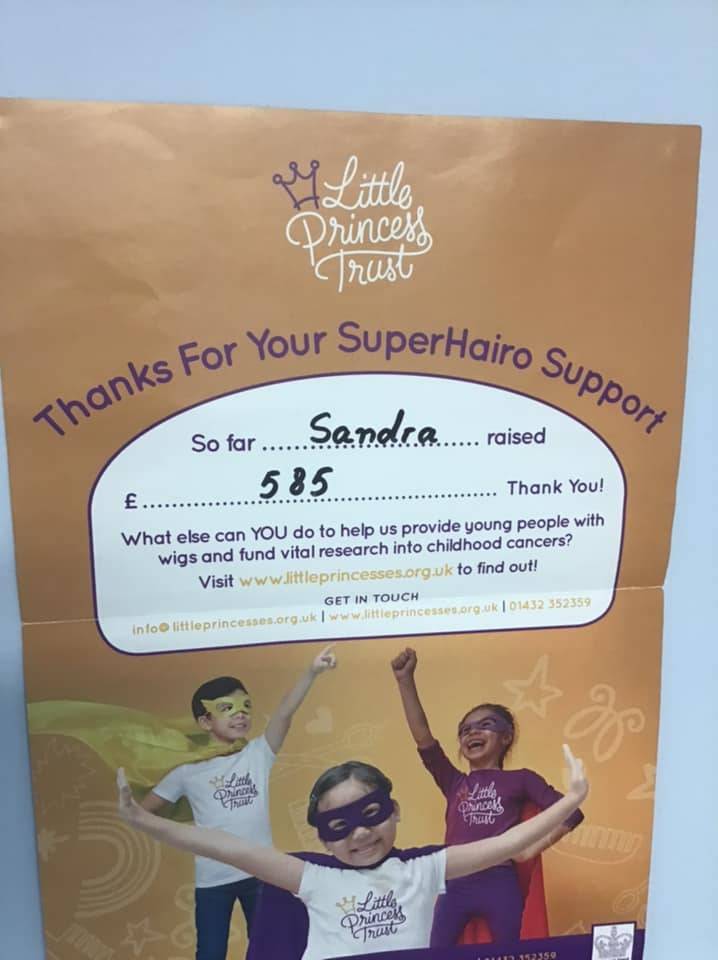 Little
Princess
Trust
Thanks For Your SuperHairo Support
So far ...... Sandra ...... raised
£ ...... 585 ...... Thank You!
What else can YOU do to help us provide young people with
wigs and fund vital research into childhood cancers?
Visit www.littleprincesses.org.uk to find out!
GET IN TOUCH
info@littleprincesses.org.uk | www.littleprincesses.org.uk | 01432 352359
Little
Princess
Trust
Little
Princess
Trust
Little
Princess
Trust
01432 352359